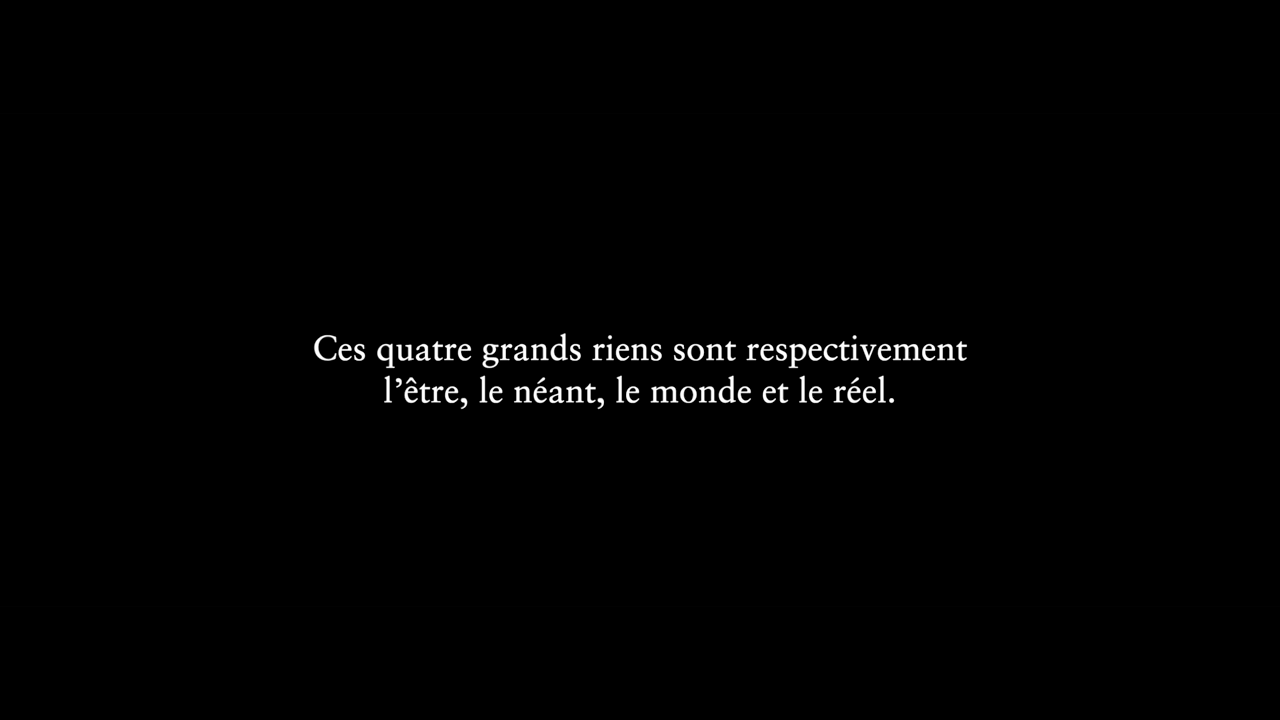 Ces quatre grands riens sont respectivement
l’être, le néant, le monde et le réel.